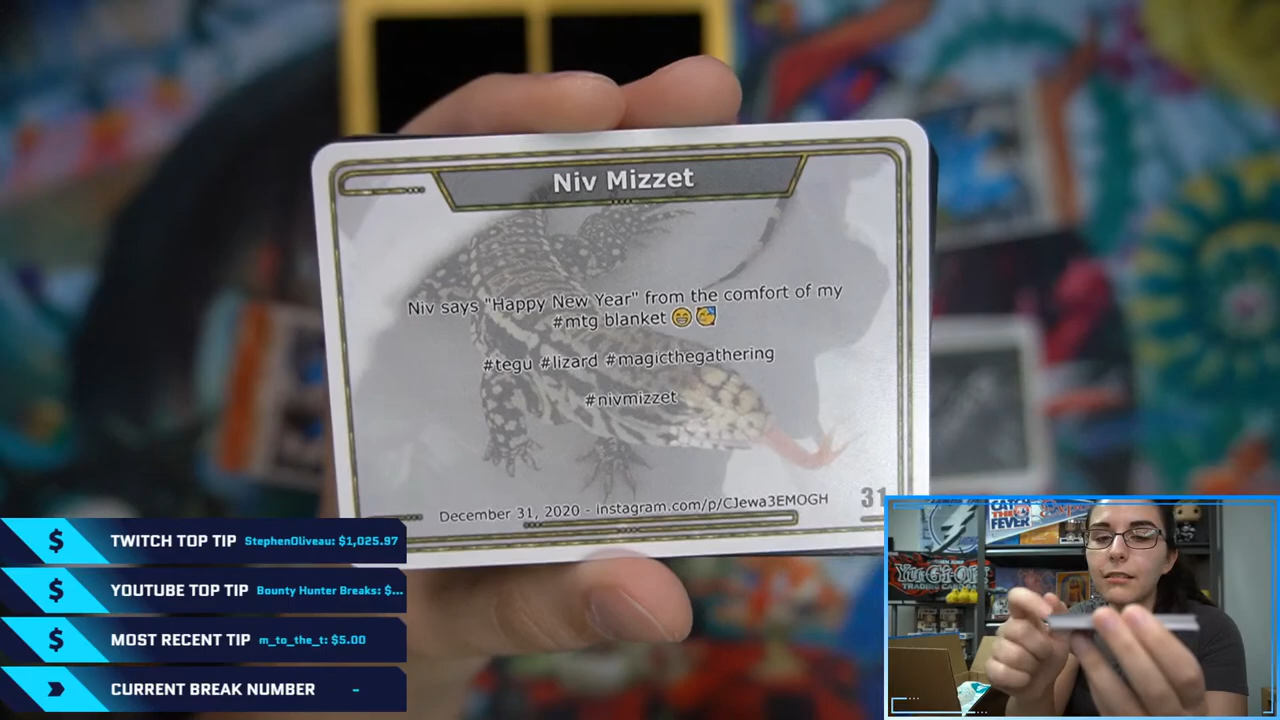 Niv Mizzet
Niv says "Happy New Year" from the comfort of my
#mtg blanket 😁🥳
#tegu #lizard #magicthegathering
#nivmizzet
December 31, 2020 - instagram.com/p/CJewa3EMOGH
31
TWITCH TOP TIP StephenOliveau: $1,025.97
YOUTUBE TOP TIP Bounty Hunter Breaks: $...
MOST RECENT TIP m_to_the_t: $5.00
CURRENT BREAK NUMBER -
CATCH
THE
FEVER
Yu-Gi-Oh!
TRADING CARD